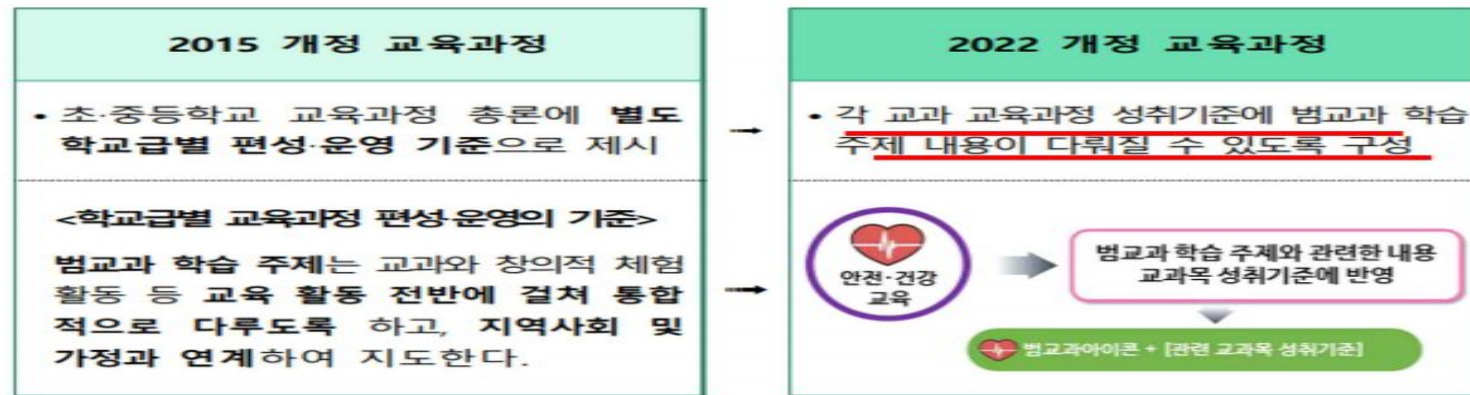 2015 개정 교육과정
• 초·중등학교 교육과정 총론에 별도
학교급별 편성·운영 기준으로 제시
<학교급별 교육과정 편성·운영의 기준>
범교과 학습 주제는 교과와 창의적 체험
활동 등 교육 활동 전반에 걸쳐 통합
적으로 다루도록 하고, 지역사회 및
가정과 연계하여 지도한다.
2022 개정 교육과정
• 각 교과 교육과정 성취기준에 범교과 학습
주제 내용이 다뤄질 수 있도록 구성
안전·건강
교육
범교과 학습 주제와 관련한 내용
교과목 성취기준에 반영
범교과아이콘 + [관련 교과목 성취기준]